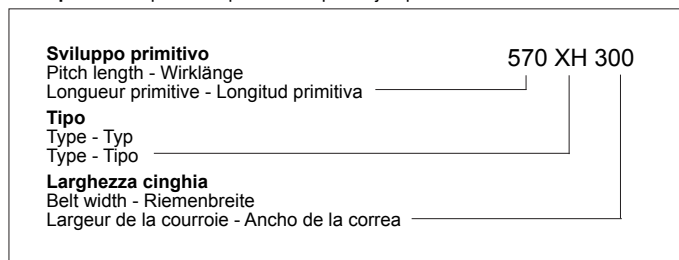 Sviluppo primitivo
570 XH 300
Pitch length - Wirklänge
Longueur primitive - Longitud primitiva
Tipo
Type - Typ
Type - Tipo
Larghezza cinghia
Belt width - Riemenbreite
Largeur de la courroie - Ancho de la correa